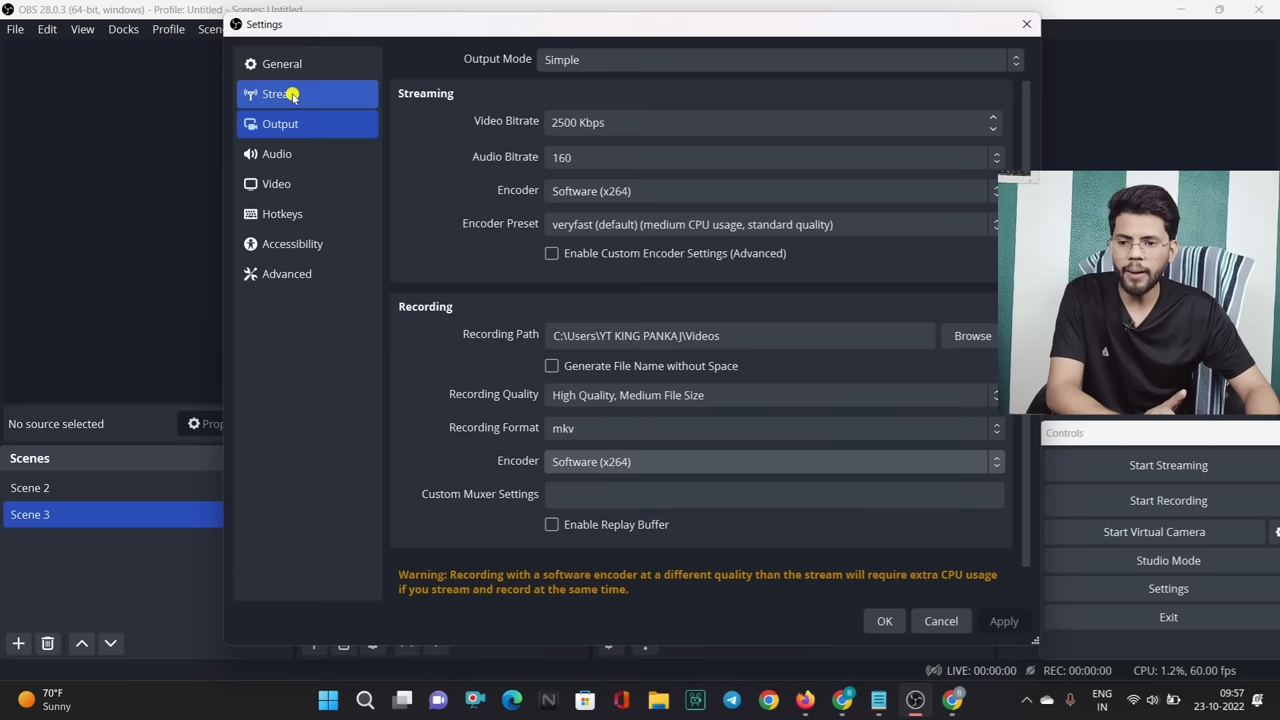 OBS 28.0.3 (64-bit, windows) - Profile: Untitled - Scenes: Untitled
File Edit View Docks Profile
Settings
General
Stream
Output
Audio
Video
Hotkeys
Accessibility
Advanced
Output Mode Simple
Streaming
Video Bitrate 2500 Kbps
Audio Bitrate 160
Encoder Software (x264)
Encoder Preset veryfast (default) (medium CPU usage, standard quality)
Enable Custom Encoder Settings (Advanced)
Recording
Recording Path C:\Users\YT KING PANKAJ\Videos Browse
Generate File Name without Space
Recording Quality High Quality, Medium File Size
Recording Format mkv
Encoder Software (x264)
Custom Muxer Settings
Enable Replay Buffer
Warning: Recording with a software encoder at a different quality than the stream will require extra CPU usage
if you stream and record at the same time.
OK Cancel Apply
No source selected
Scenes
Scene 2
Scene 3
Controls
Start Streaming
Start Recording
Start Virtual Camera
Studio Mode
Settings
Exit
LIVE: 00:00:00 REC: 00:00:00 CPU: 1.2%, 60.00 fps
70°F
Sunny
ENG
IN
09:57
23-10-2022